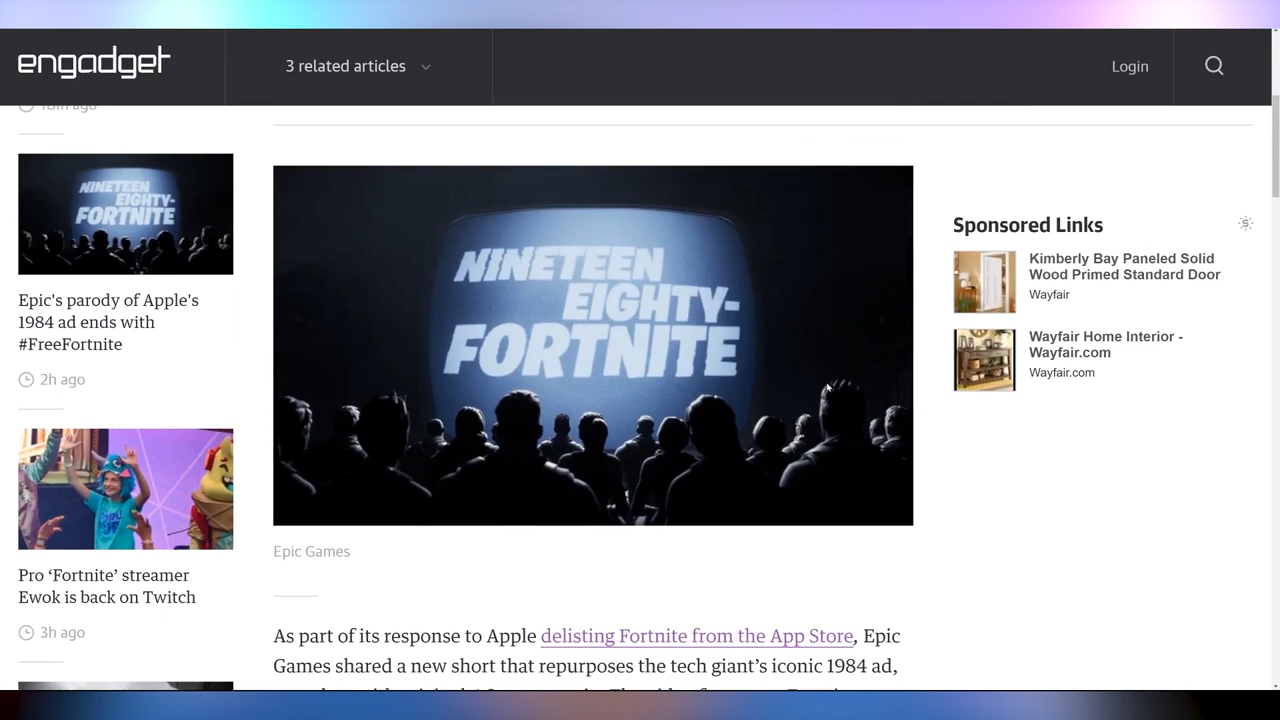 engadget
3 related articles
Login
ago
NINETEEN
EIGHTY-
FORTNITE
Epic's parody of Apple's
1984 ad ends with
#FreeFortnite
2h ago
Pro ‘Fortnite’ streamer
Ewok is back on Twitch
3h ago
NINETEEN
EIGHTY-
FORTNITE
Epic Games
As part of its response to Apple delisting Fortnite from the App Store, Epic
Games shared a new short that repurposes the tech giant’s iconic 1984 ad,
Sponsored Links
Kimberly Bay Paneled Solid
Wood Primed Standard Door
Wayfair
Wayfair Home Interior -
Wayfair.com
Wayfair.com